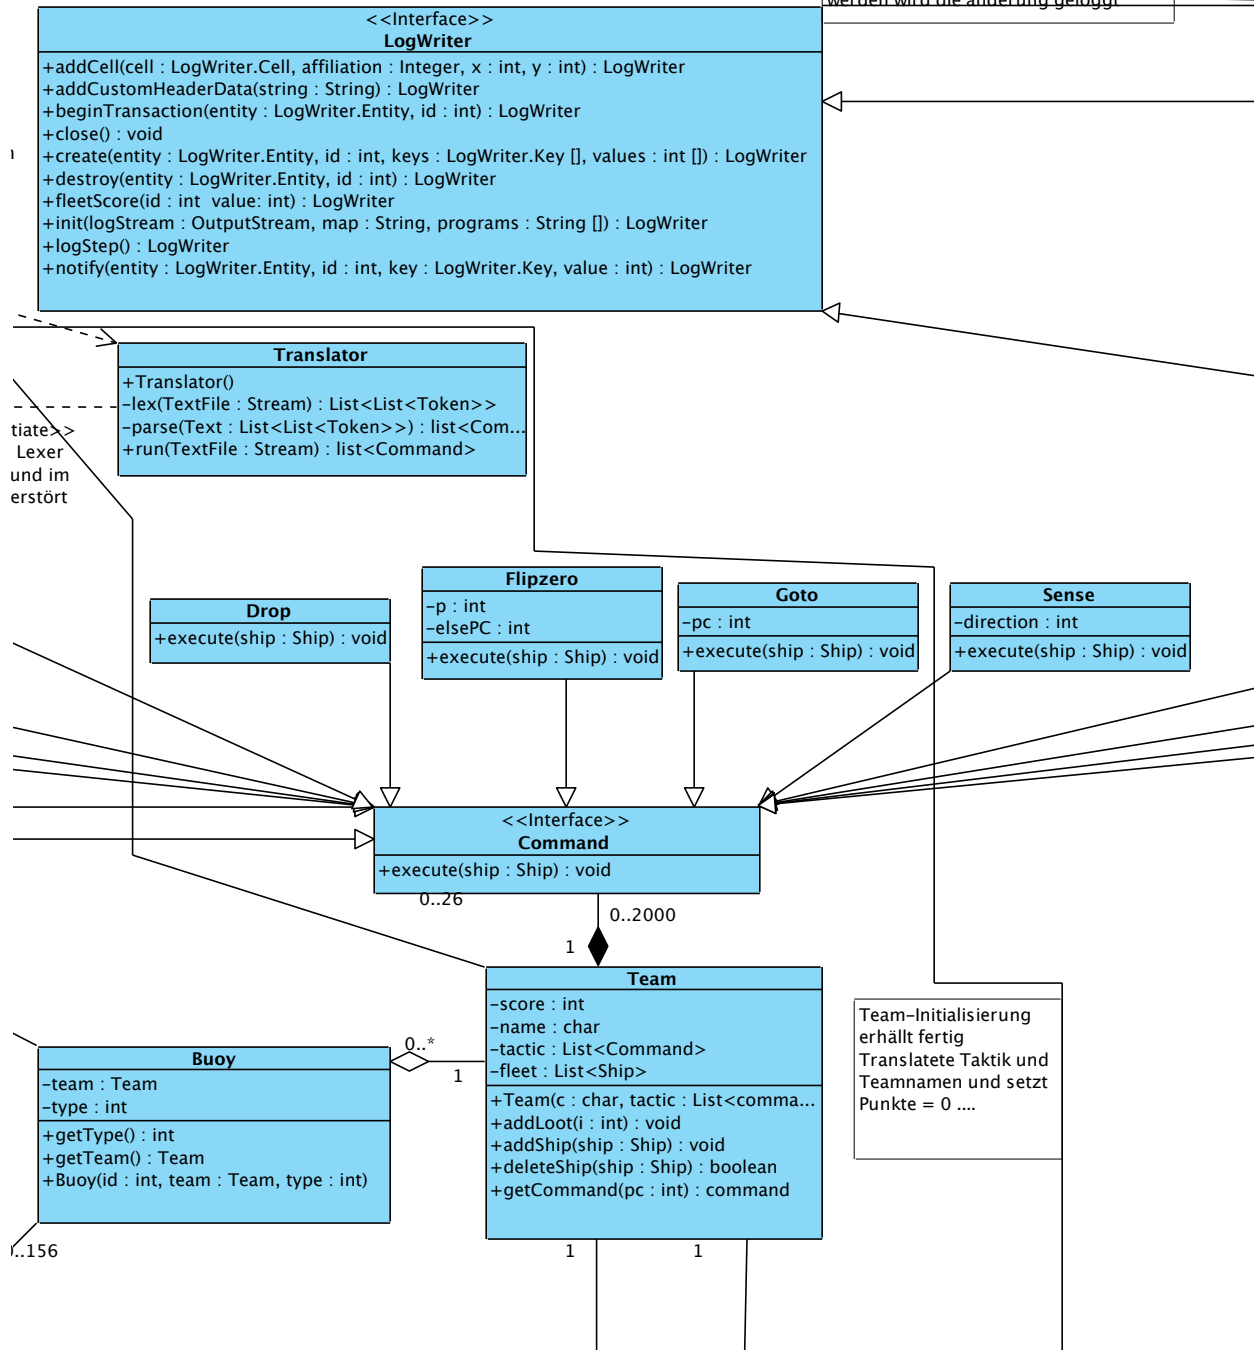 werden wird die änderung geloggt
<<Interface>>
LogWriter
+addCell(cell : LogWriter.Cell, affiliation : Integer, x : int, y : int) : LogWriter
+addCustomHeaderData(string : String) : LogWriter
+beginTransaction(entity : LogWriter.Entity, id : int) : LogWriter
+close() : void
+create(entity : LogWriter.Entity, id : int, keys : LogWriter.Key [], values : int []) : LogWriter
+destroy(entity : LogWriter.Entity, id : int) : LogWriter
+fleetScore(id : int  value: int) : LogWriter
+init(logStream : OutputStream, map : String, programs : String []) : LogWriter
+logStep() : LogWriter
+notify(entity : LogWriter.Entity, id : int, key : LogWriter.Key, value : int) : LogWriter
Translator
+Translator()
-lex(TextFile : Stream) : List<List<Token>>
-parse(Text : List<List<Token>>) : list<Com...
+run(TextFile : Stream) : list<Command>
tiate>>
Lexer
und im
erstört
Drop
+execute(ship : Ship) : void
Flipzero
-p : int
-elsePC : int
+execute(ship : Ship) : void
Goto
-pc : int
+execute(ship : Ship) : void
Sense
-direction : int
+execute(ship : Ship) : void
<<Interface>>
Command
+execute(ship : Ship) : void
0..26
0..2000
1
Team
-score : int
-name : char
-tactic : List<Command>
-fleet : List<Ship>
+Team(c : char, tactic : List<comma...
+addLoot(i : int) : void
+addShip(ship : Ship) : void
+deleteShip(ship : Ship) : boolean
+getCommand(pc : int) : command
1
1
Team-Initialisierung
erhällt fertig
Translatete Taktik und
Teamnamen und setzt
Punkte = 0 ....
0..*
1
Buoy
-team : Team
-type : int
+getType() : int
+getTeam() : Team
+Buoy(id : int, team : Team, type : int)
..156